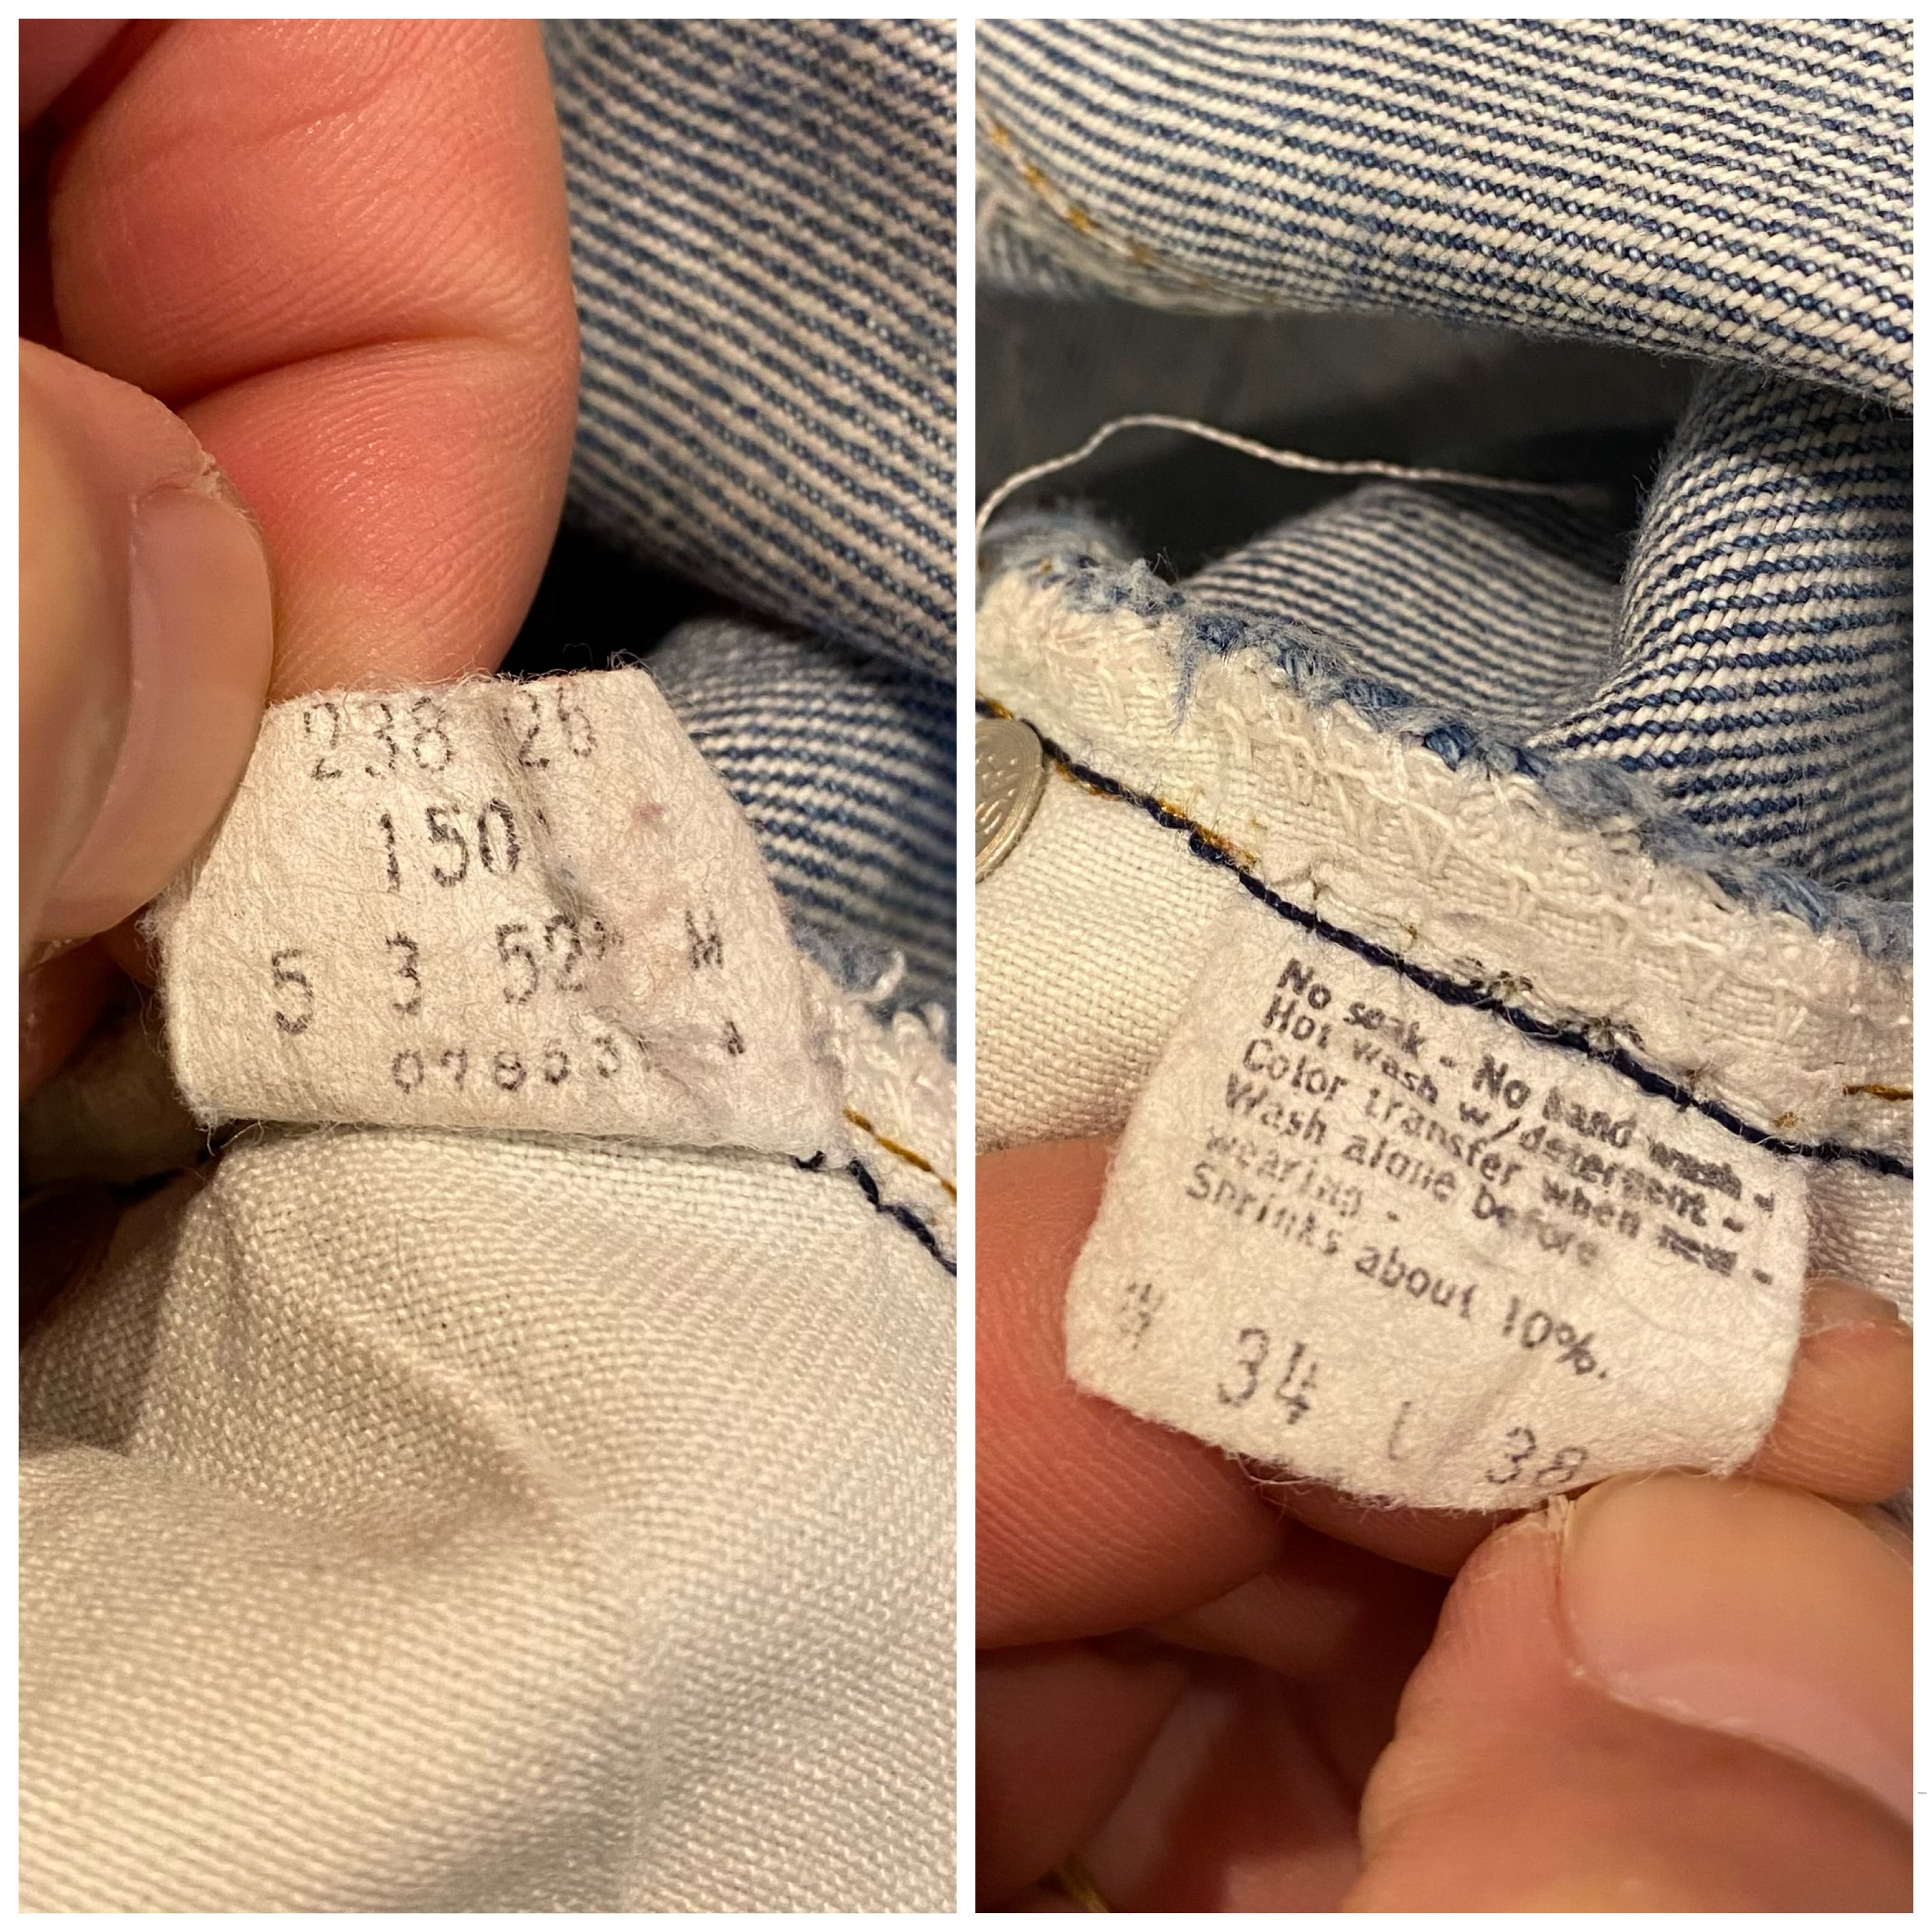 238 26
150
5 3 52 M
07853
No soak - No hand wash -
Hot wash w/detergent -
Color transfer when new -
Wash alone before
wearing -
Shrinks about 10%.
W 34 L 38